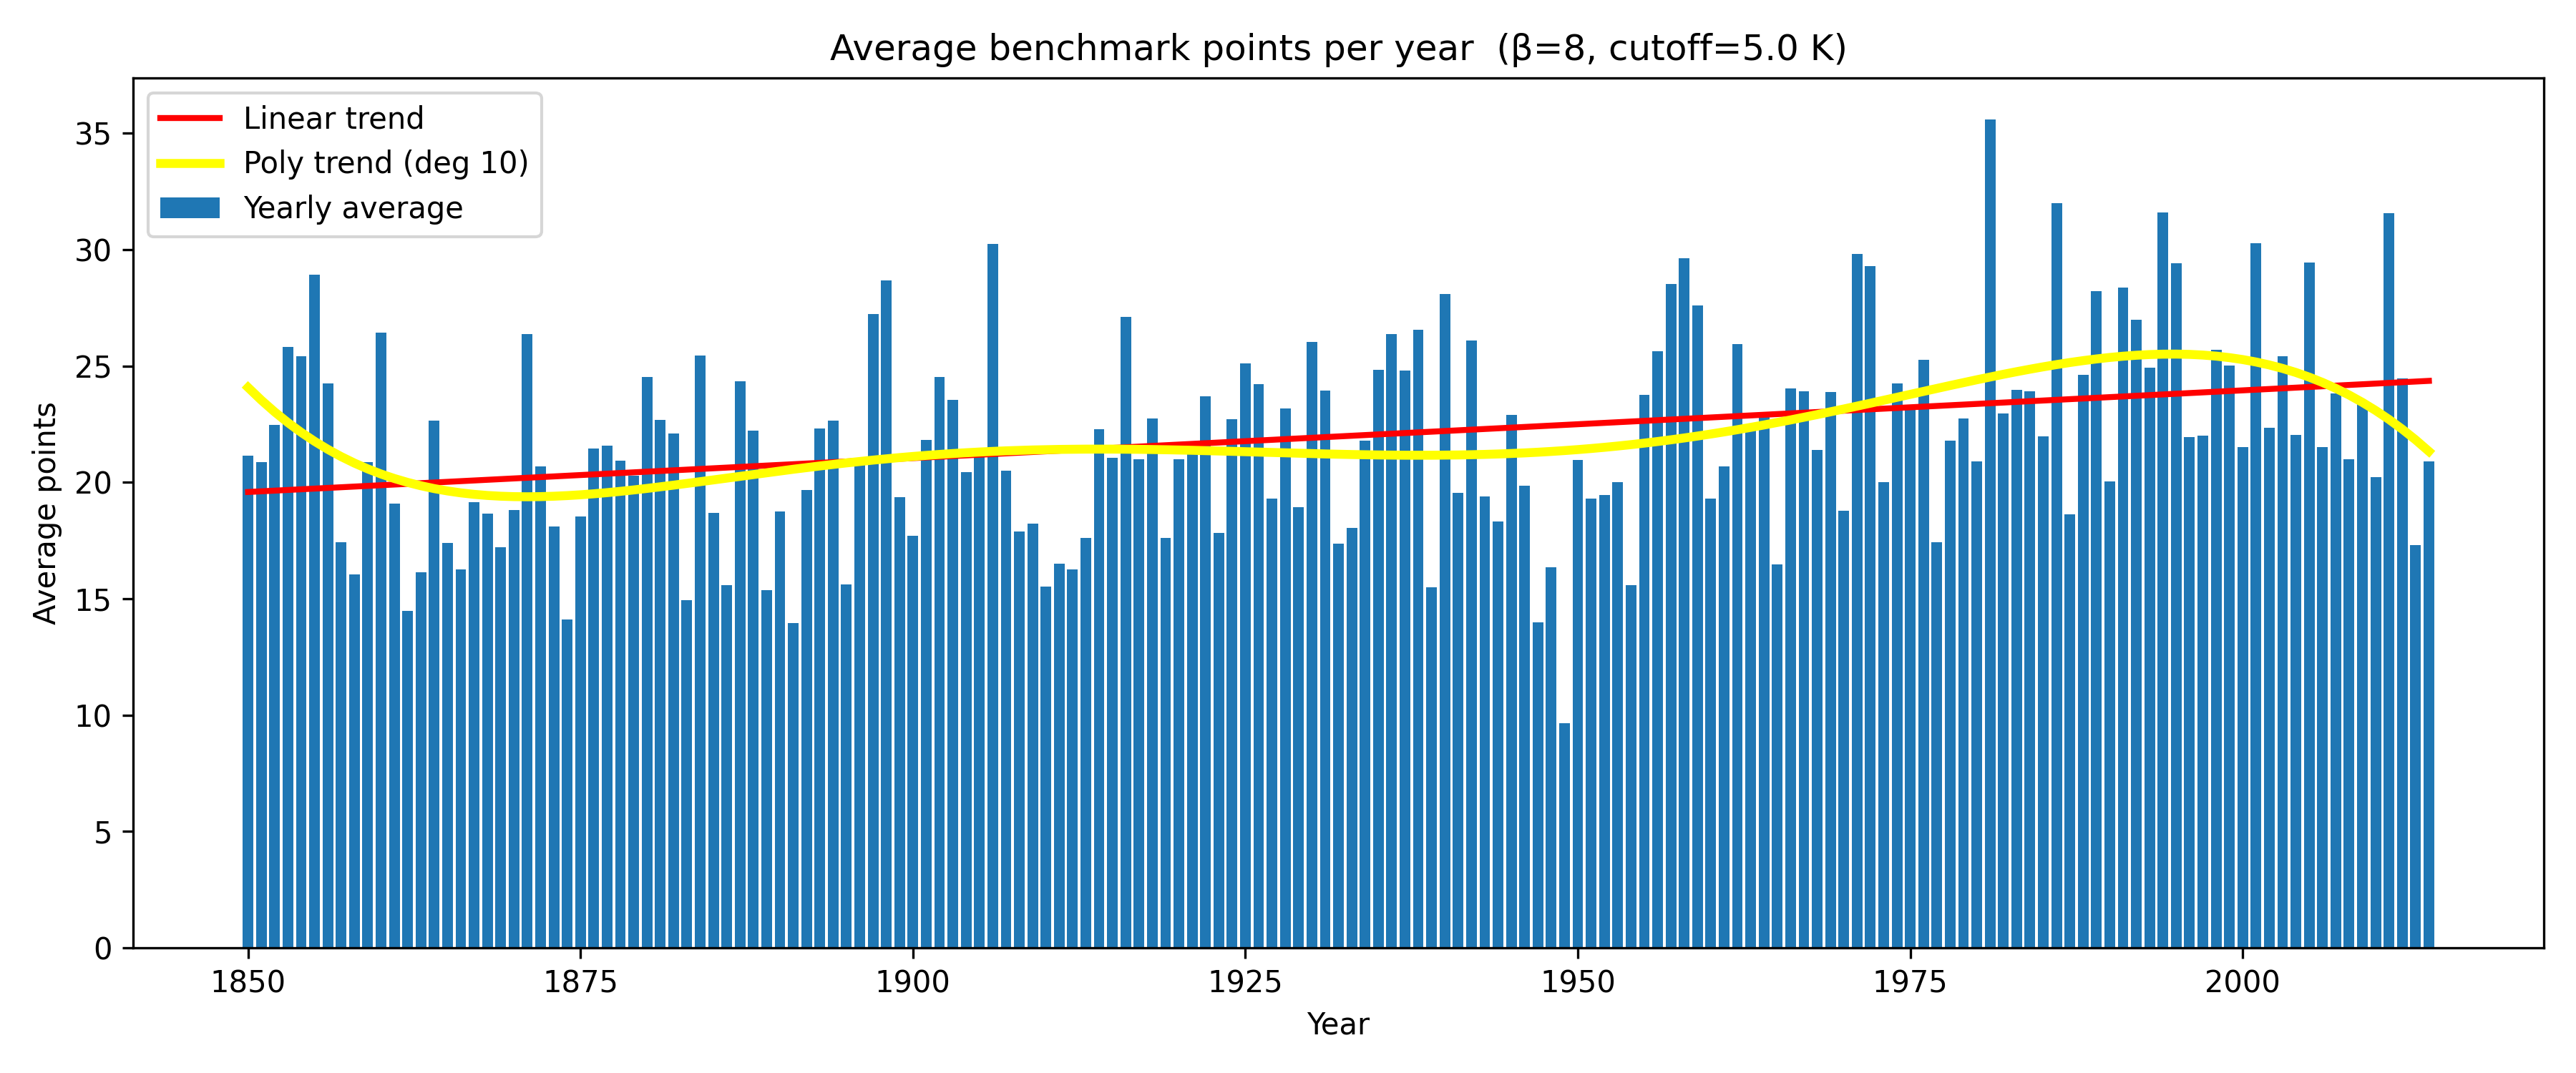 Average benchmark points per year  (β=8, cutoff=5.0 K)
Linear trend
Poly trend (deg 10)
Yearly average
Average points
35
30
25
20
15
10
5
0
1850 1875 1900 1925 1950 1975 2000
Year